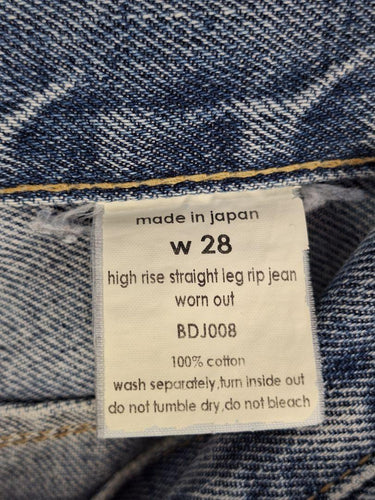 made in japan
w 28
high rise straight leg rip jean
worn out
BDJ008
100% cotton
wash separately,turn inside out
do not tumble dry,do not bleach